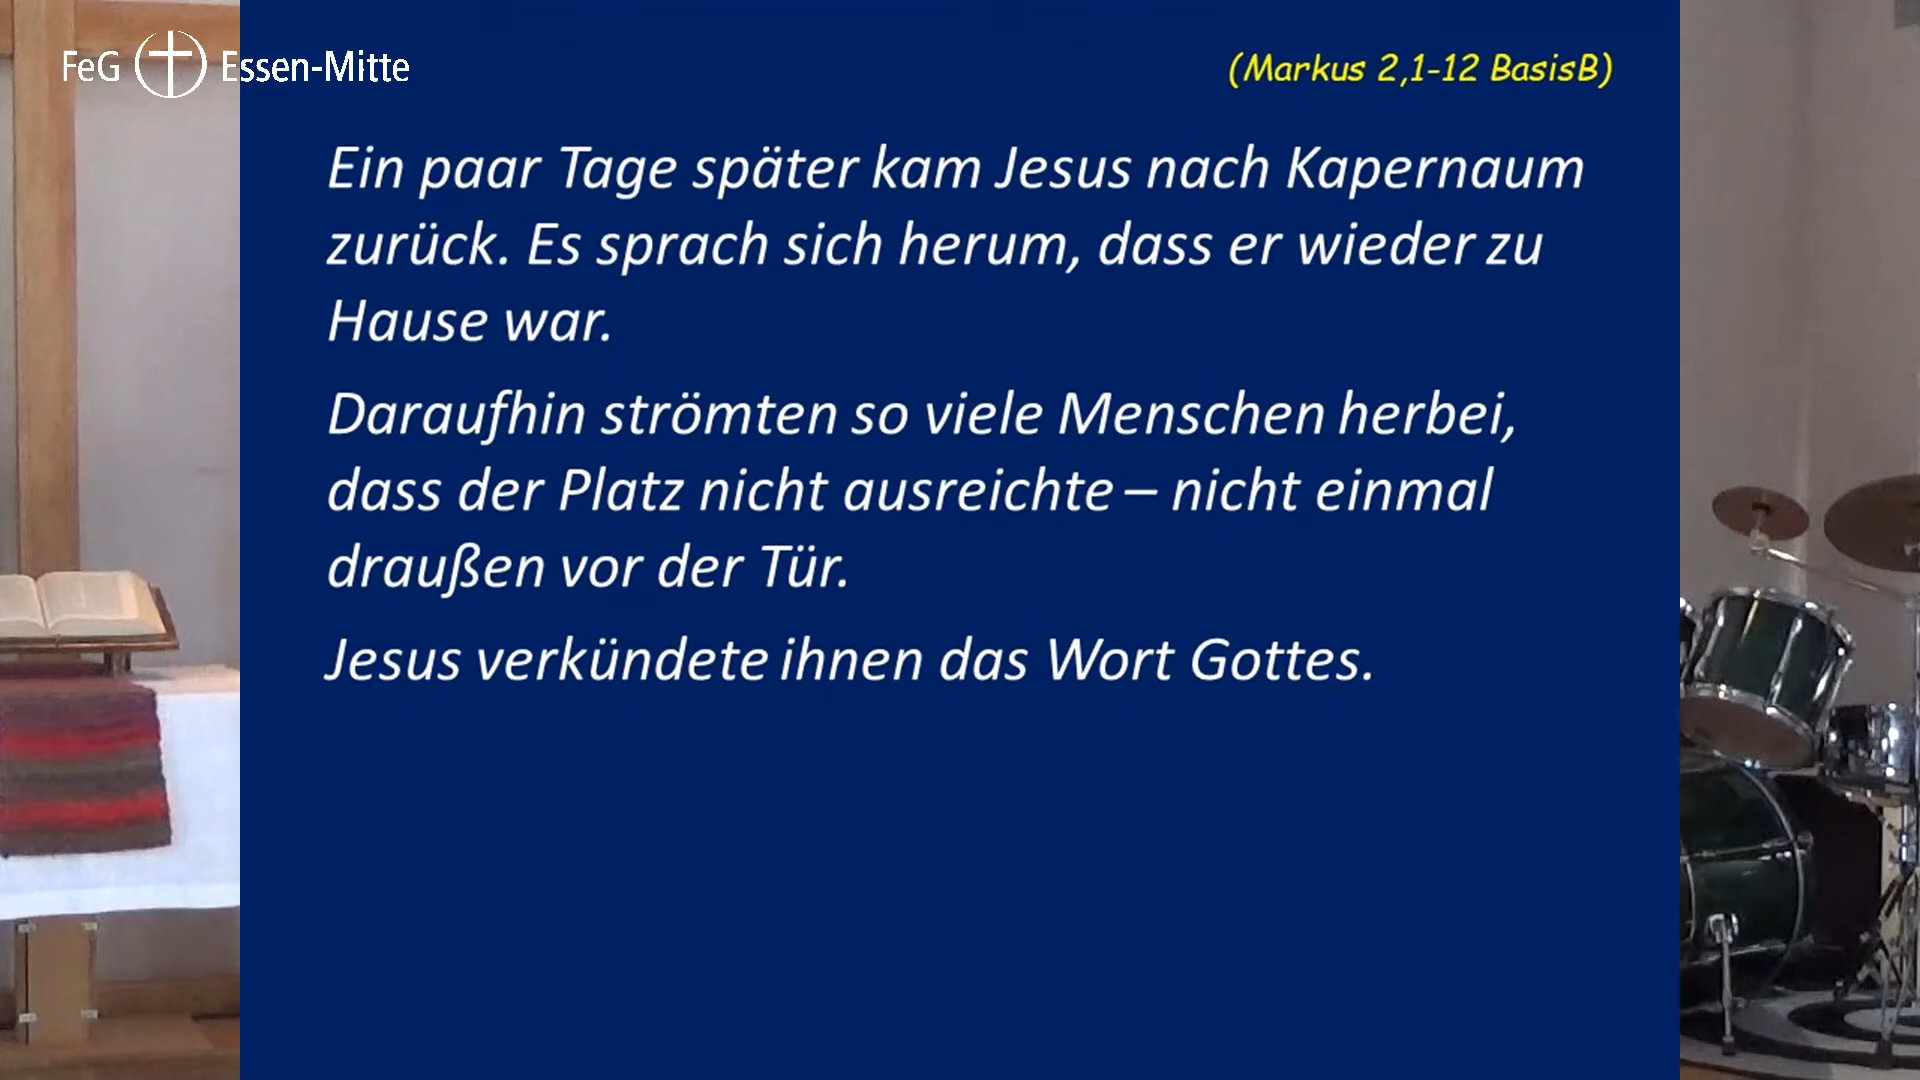 FeG Essen-Mitte
(Markus 2,1-12 BasisB)
Ein paar Tage später kam Jesus nach Kapernaum
zurück. Es sprach sich herum, dass er wieder zu
Hause war.
Daraufhin strömten so viele Menschen herbei,
dass der Platz nicht ausreichte – nicht einmal
draußen vor der Tür.
Jesus verkündete ihnen das Wort Gottes.